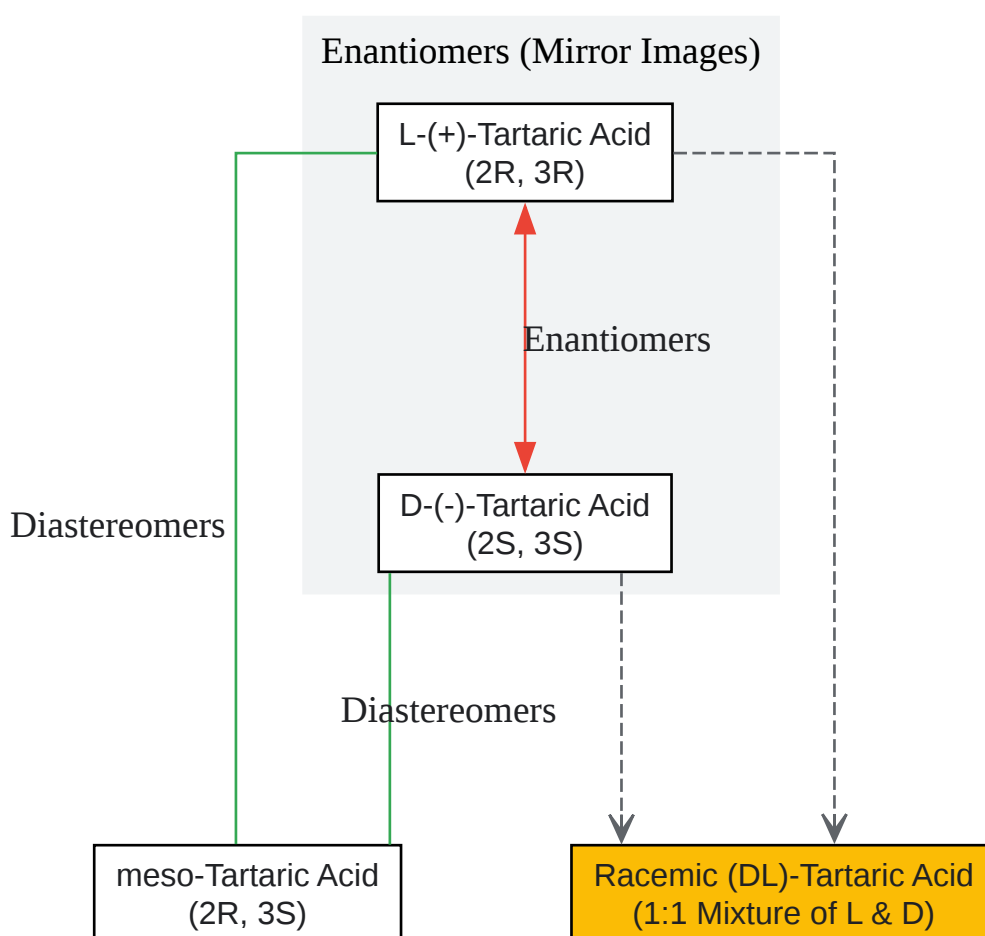 Enantiomers (Mirror Images)
L-(+)-Tartaric Acid
(2R, 3R)
Enantiomers
D-(-)-Tartaric Acid
(2S, 3S)
Diastereomers
Diastereomers
meso-Tartaric Acid
(2R, 3S)
Racemic (DL)-Tartaric Acid
(1:1 Mixture of L & D)